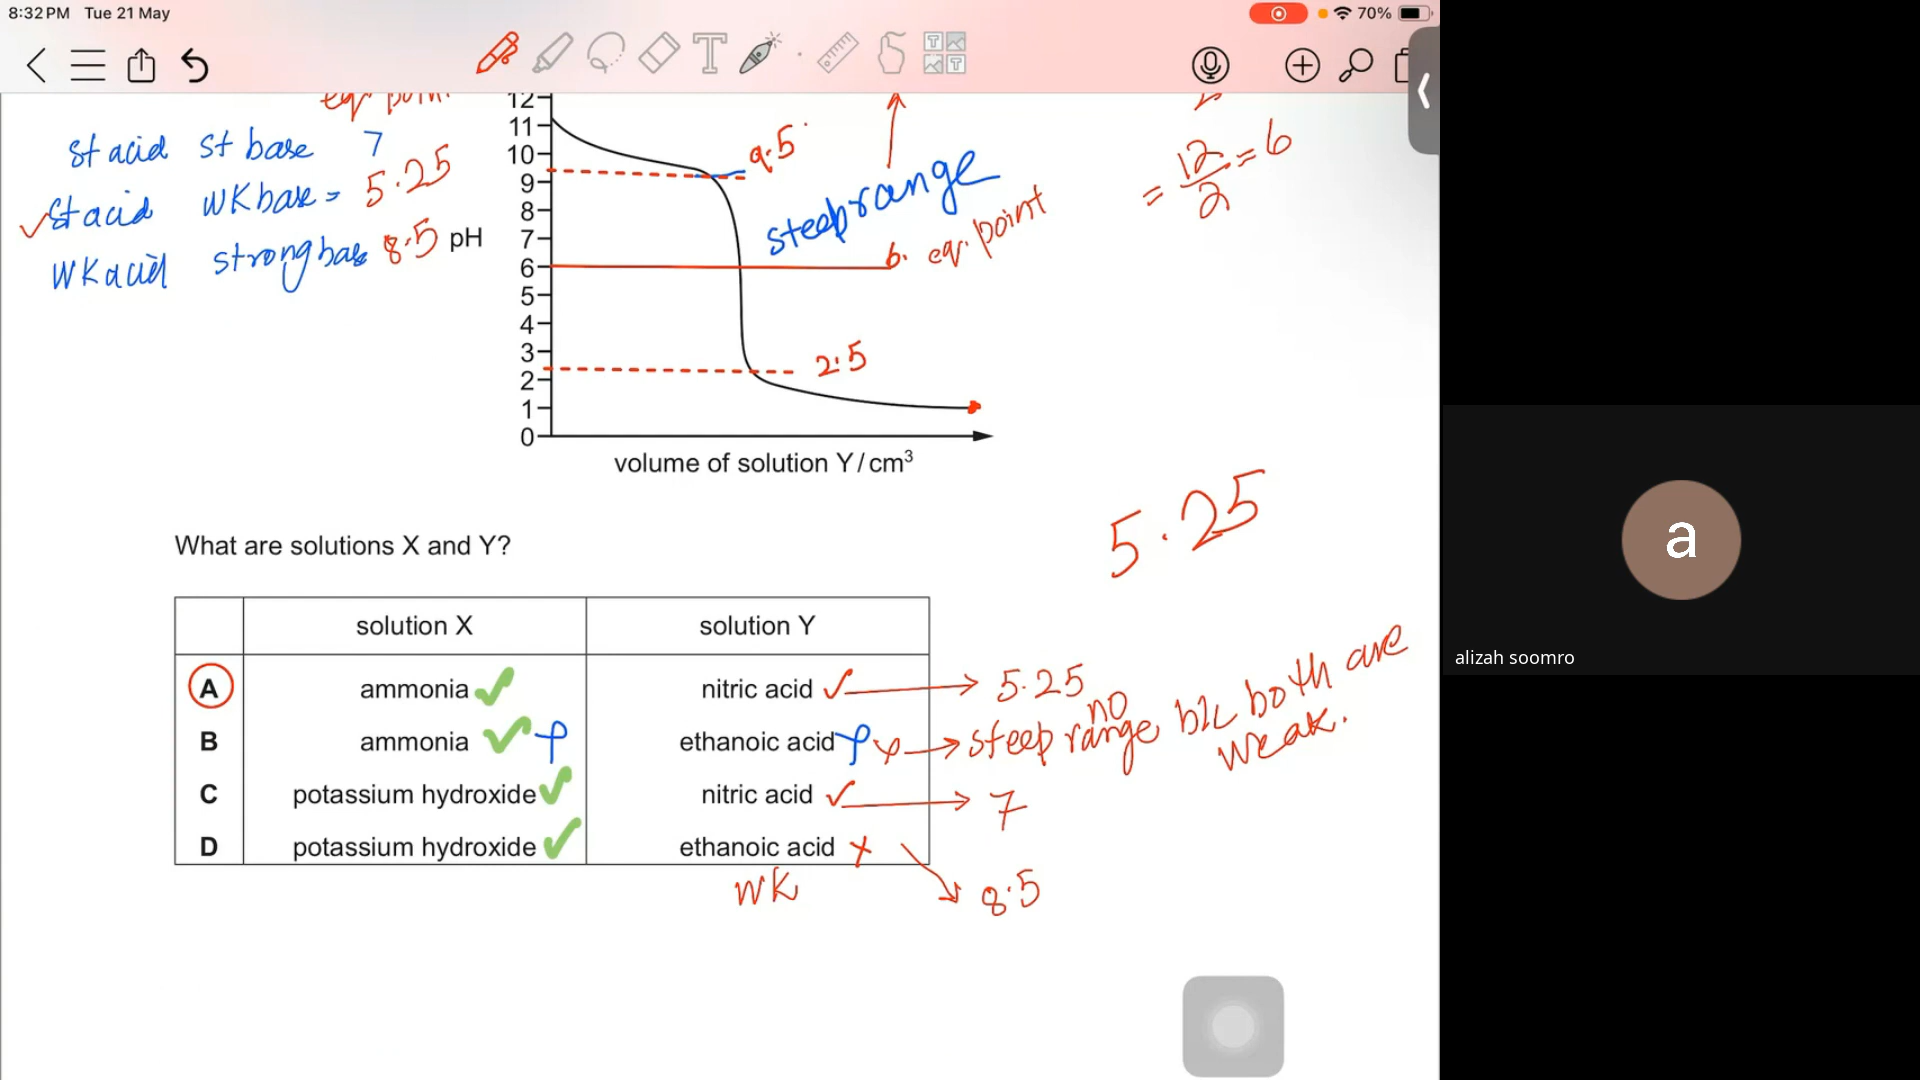 8:32 PM Tue 21 May
70%
eq. point
st acid st base 7
st acid wk base = 5.25
wk acid strong base 8.5
pH
12
11
10
9
8
7
6
5
4
3
2
1
0
9.5
steep range
6. eq. point
2.5
= 12/2 = 6
volume of solution Y / cm³
5.25
What are solutions X and Y?
solution X solution Y
A ammonia nitric acid → 5.25
B ammonia ethanoic acid → no steep range b/c both are weak.
C potassium hydroxide nitric acid → 7
D potassium hydroxide ethanoic acid 8.5
wk
a
alizah soomro